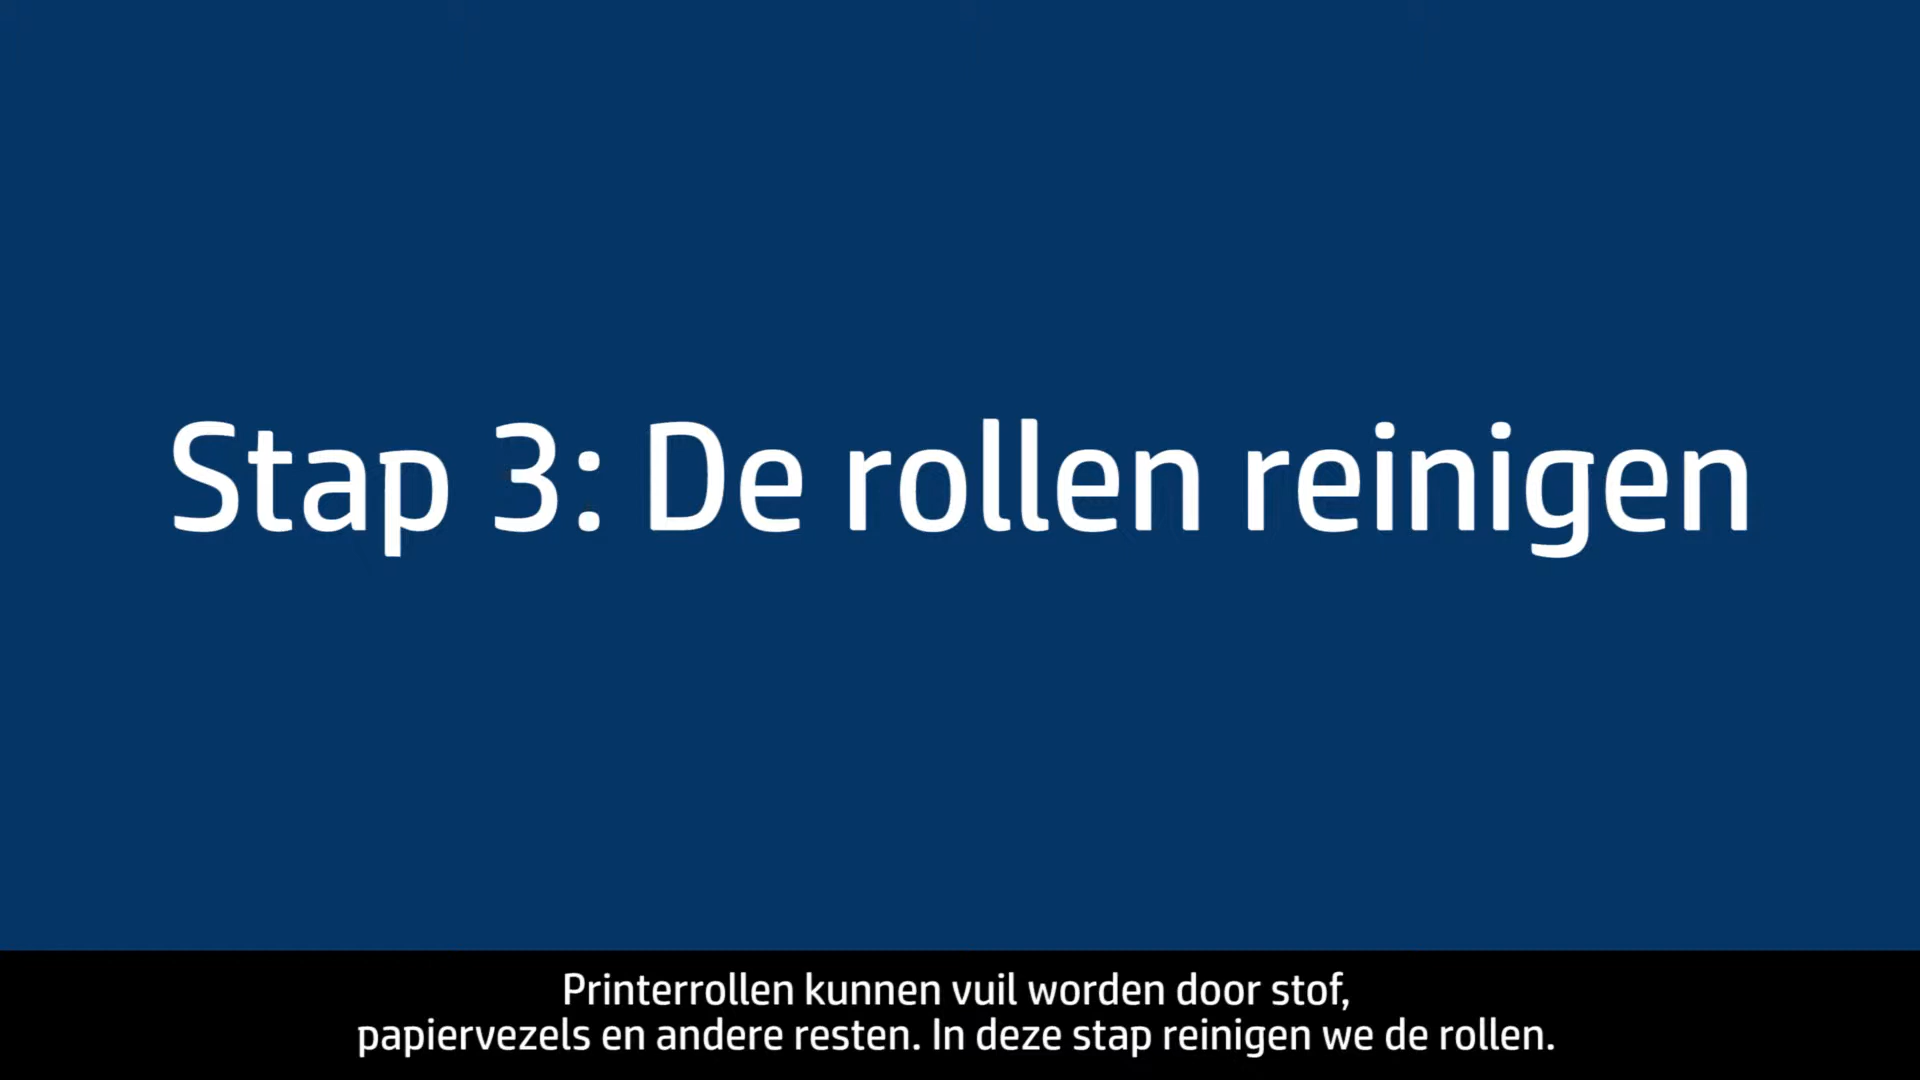 Stap 3: De rollen reinigen
Printerrollen kunnen vuil worden door stof,
papiervezels en andere resten. In deze stap reinigen we de rollen.